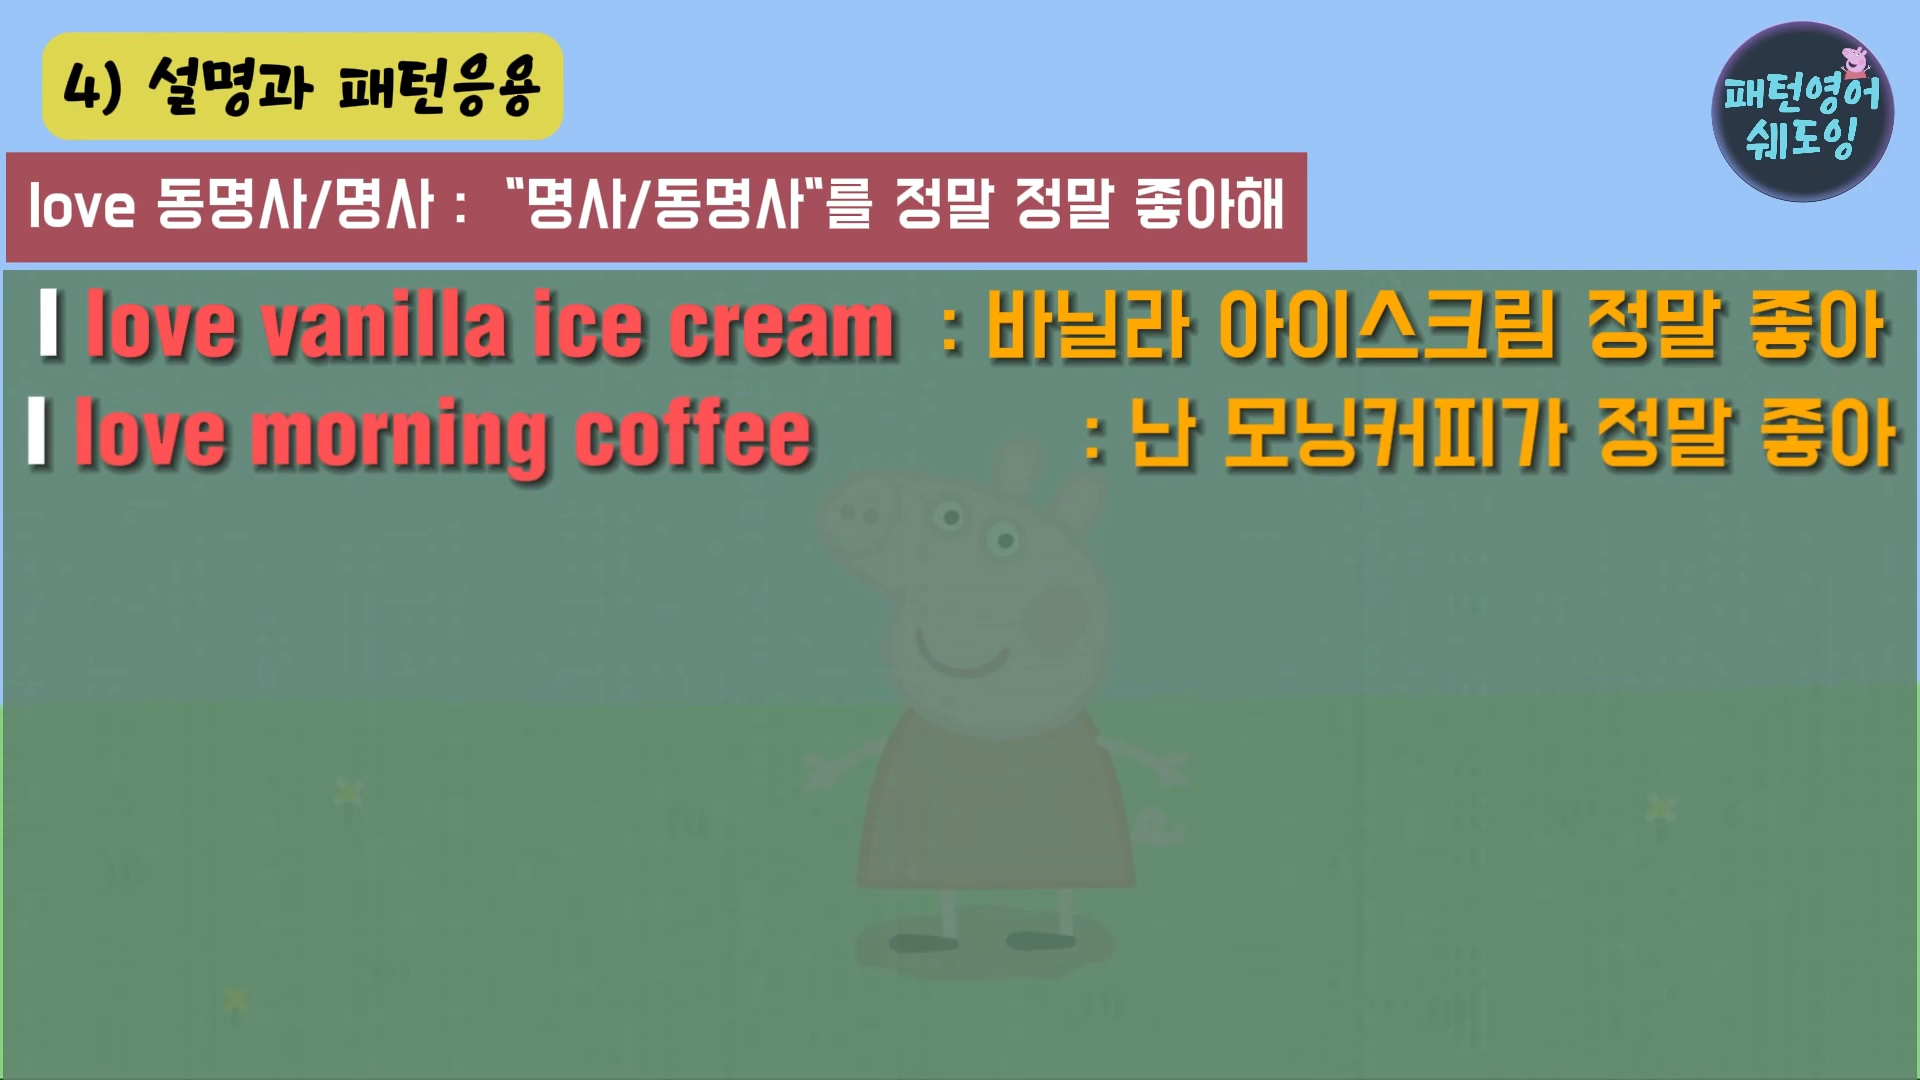 4) 설명과 패턴응용
패턴영어
쉐도잉
love 동명사/명사 : "명사/동명사"를 정말 정말 좋아해
I love vanilla ice cream : 바닐라 아이스크림 정말 좋아
I love morning coffee : 난 모닝커피가 정말 좋아